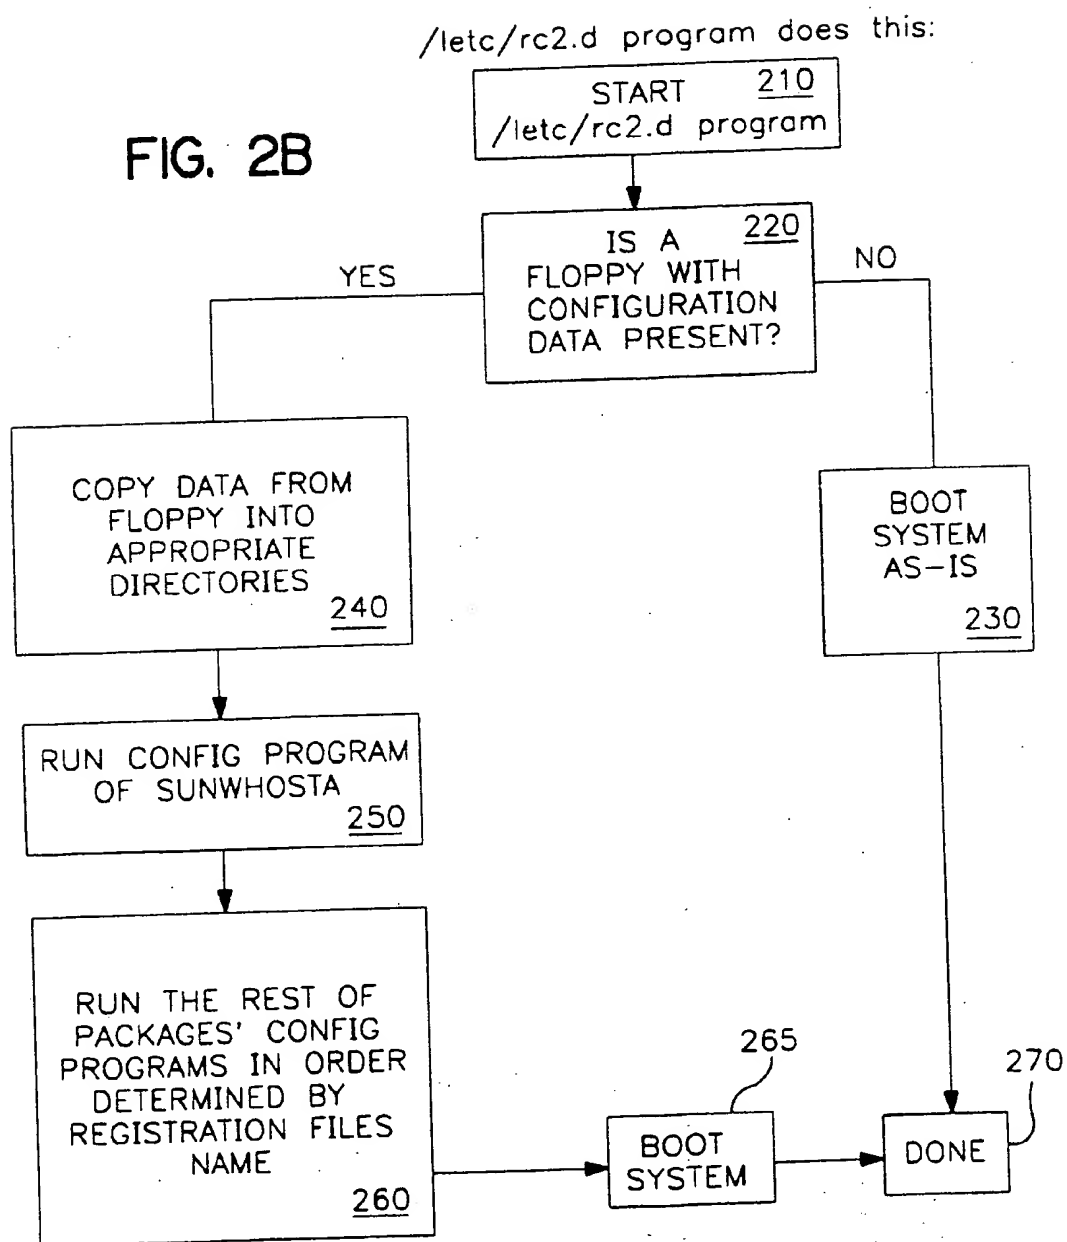 /letc/rc2.d program does this:
START 210
/letc/rc2.d program
FIG. 2B
IS A 220
FLOPPY WITH
CONFIGURATION
DATA PRESENT?
YES
NO
COPY DATA FROM
FLOPPY INTO
APPROPRIATE
DIRECTORIES
240
BOOT
SYSTEM
AS-IS
230
RUN CONFIG PROGRAM
OF SUNWHOSTA
250
RUN THE REST OF
PACKAGES' CONFIG
PROGRAMS IN ORDER
DETERMINED BY
REGISTRATION FILES
NAME
260
265
BOOT
SYSTEM
270
DONE